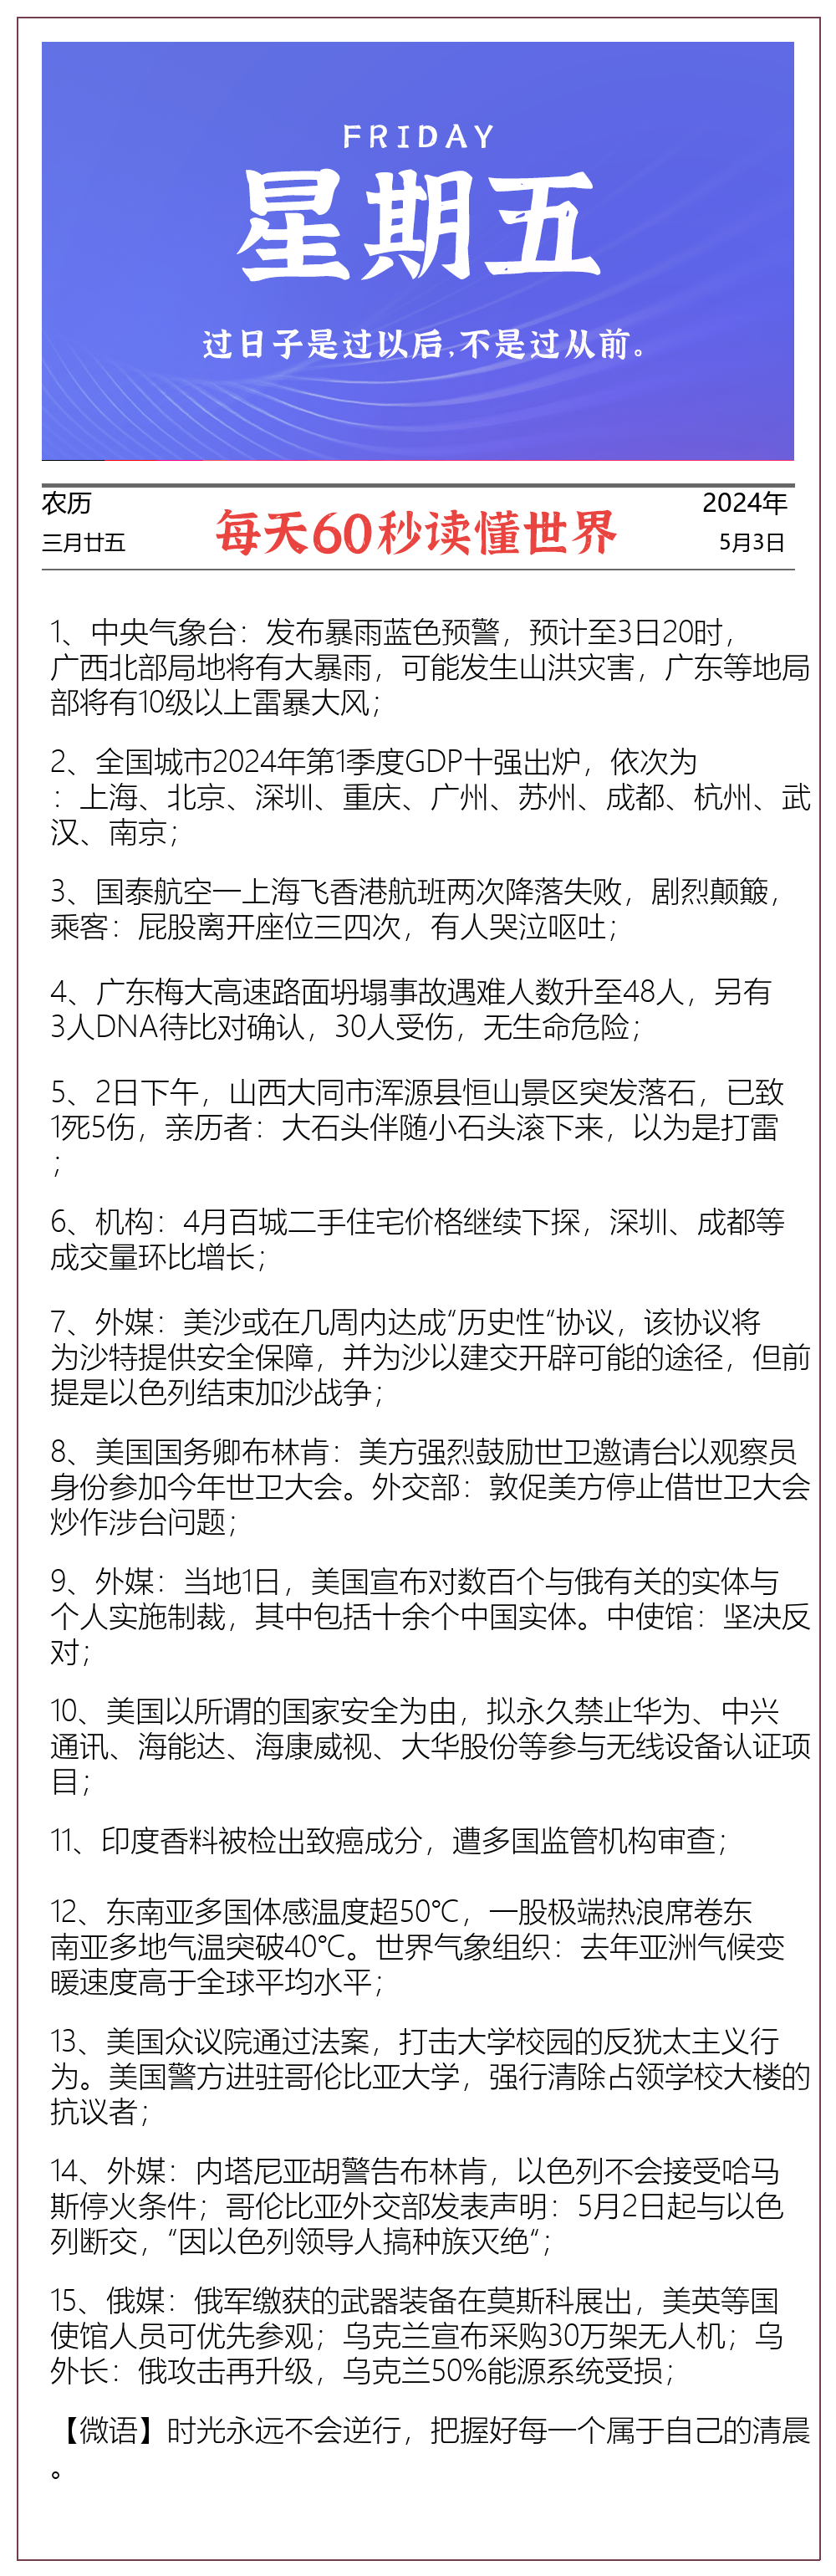 FRIDAY
星期五
过日子是过以后,不是过从前。
农历
三月廿五
每天60秒读懂世界
2024年
5月3日
1、中央气象台：发布暴雨蓝色预警，预计至3日20时，
广西北部局地将有大暴雨，可能发生山洪灾害，广东等地局
部将有10级以上雷暴大风；
2、全国城市2024年第1季度GDP十强出炉，依次为
：上海、北京、深圳、重庆、广州、苏州、成都、杭州、武
汉、南京；
3、国泰航空一上海飞香港航班两次降落失败，剧烈颠簸，
乘客：屁股离开座位三四次，有人哭泣呕吐；
4、广东梅大高速路面坍塌事故遇难人数升至48人，另有
3人DNA待比对确认，30人受伤，无生命危险；
5、2日下午，山西大同市浑源县恒山景区突发落石，已致
1死5伤，亲历者：大石头伴随小石头滚下来，以为是打雷
；
6、机构：4月百城二手住宅价格继续下探，深圳、成都等
成交量环比增长；
7、外媒：美沙或在几周内达成“历史性“协议，该协议将
为沙特提供安全保障，并为沙以建交开辟可能的途径，但前
提是以色列结束加沙战争；
8、美国国务卿布林肯：美方强烈鼓励世卫邀请台以观察员
身份参加今年世卫大会。外交部：敦促美方停止借世卫大会
炒作涉台问题；
9、外媒：当地1日，美国宣布对数百个与俄有关的实体与
个人实施制裁，其中包括十余个中国实体。中使馆：坚决反
对；
10、美国以所谓的国家安全为由，拟永久禁止华为、中兴
通讯、海能达、海康威视、大华股份等参与无线设备认证项
目；
11、印度香料被检出致癌成分，遭多国监管机构审查；
12、东南亚多国体感温度超50℃，一股极端热浪席卷东
南亚多地气温突破40℃。世界气象组织：去年亚洲气候变
暖速度高于全球平均水平；
13、美国众议院通过法案，打击大学校园的反犹太主义行
为。美国警方进驻哥伦比亚大学，强行清除占领学校大楼的
抗议者；
14、外媒：内塔尼亚胡警告布林肯，以色列不会接受哈马
斯停火条件；哥伦比亚外交部发表声明：5月2日起与以色
列断交，“因以色列领导人搞种族灭绝“；
15、俄媒：俄军缴获的武器装备在莫斯科展出，美英等国
使馆人员可优先参观；乌克兰宣布采购30万架无人机；乌
外长：俄攻击再升级，乌克兰50%能源系统受损；
【微语】时光永远不会逆行，把握好每一个属于自己的清晨
。